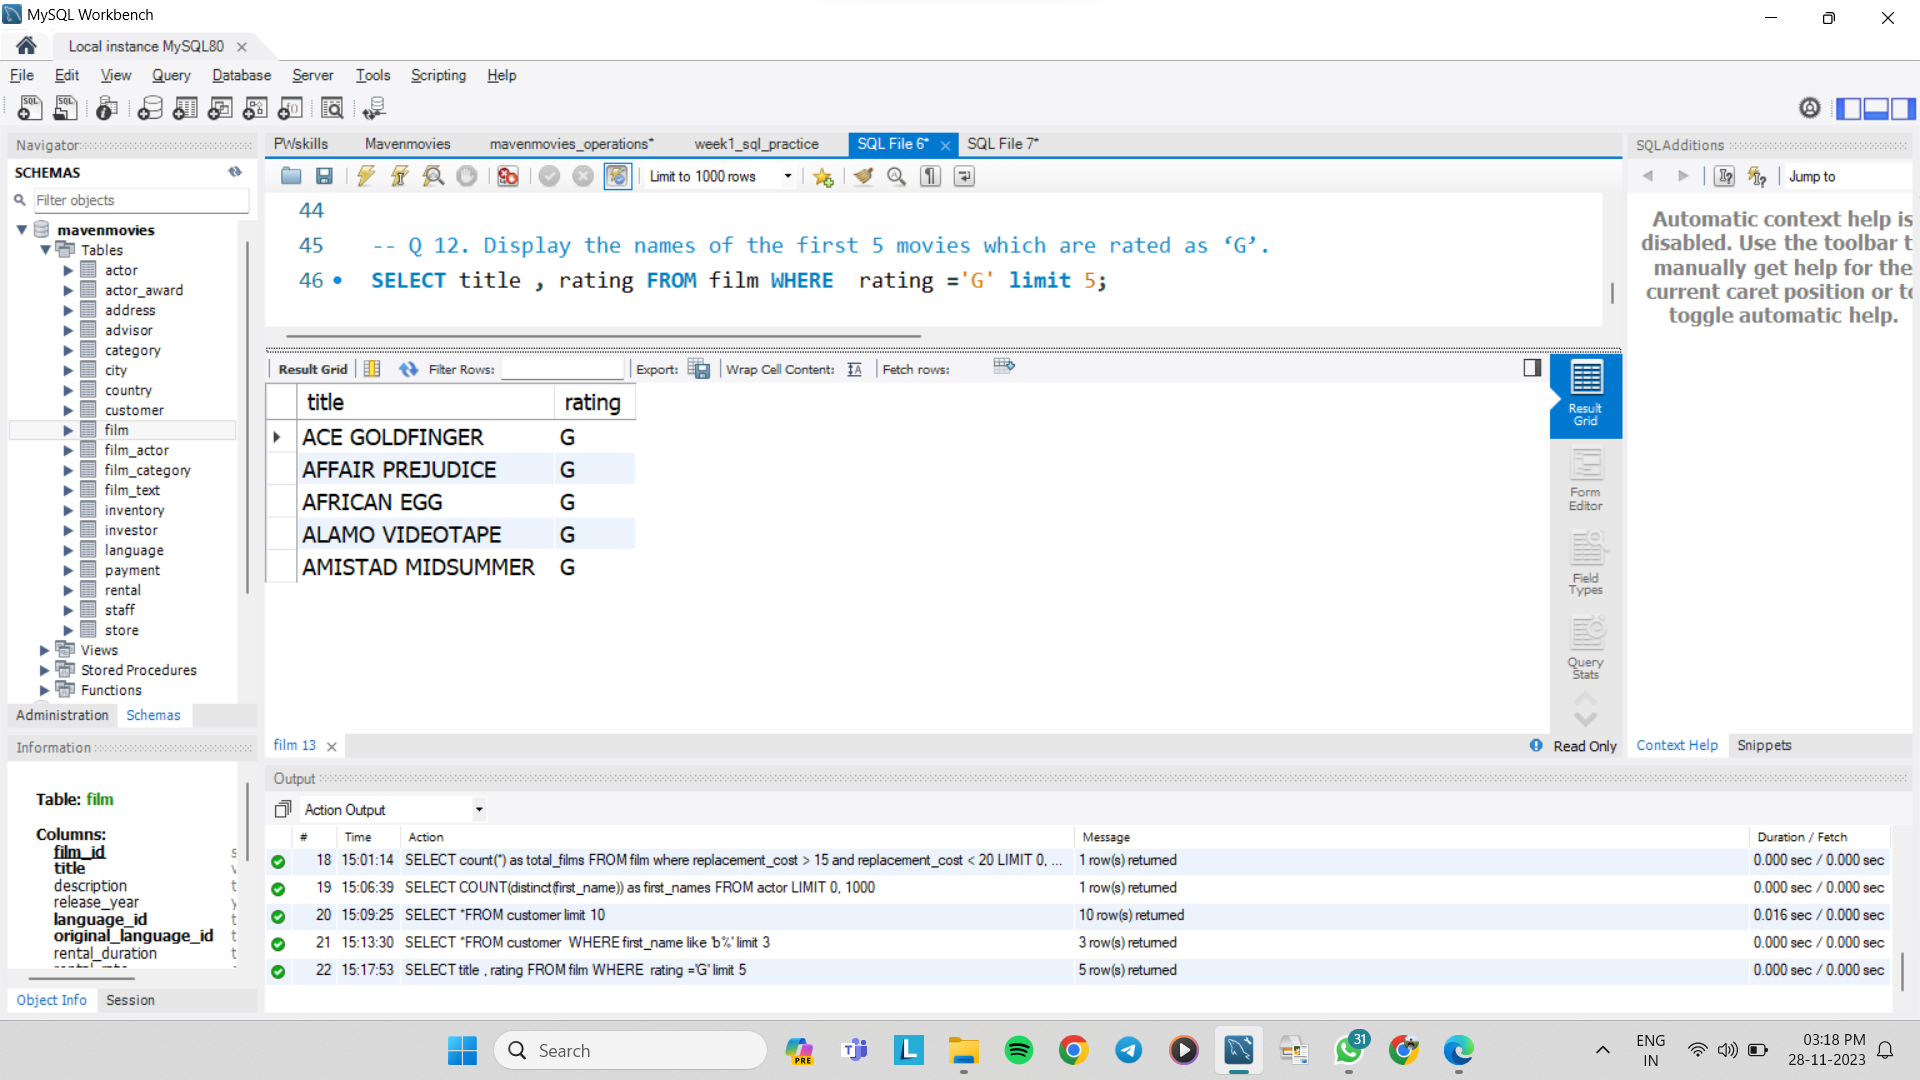 MySQL Workbench
Local instance MySQL80
File Edit View Query Database Server Tools Scripting Help
Navigator
SCHEMAS
Filter objects
mavenmovies
Tables
actor
actor_award
address
advisor
category
city
country
customer
film
film_actor
film_category
film_text
inventory
investor
language
payment
rental
staff
store
Views
Stored Procedures
Functions
Administration Schemas
Information
Table: film
Columns:
film_id
title
description
release_year
language_id
original_language_id
rental_duration
Object Info Session
PWskills Mavenmovies mavenmovies_operations* week1_sql_practice SQL File 6* SQL File 7*
Limit to 1000 rows
44
45 -- Q 12. Display the names of the first 5 movies which are rated as ‘G’.
46 SELECT title , rating FROM film WHERE  rating ='G' limit 5;
Result Grid Filter Rows: Export: Wrap Cell Content: Fetch rows:
title rating
ACE GOLDFINGER G
AFFAIR PREJUDICE G
AFRICAN EGG G
ALAMO VIDEOTAPE G
AMISTAD MIDSUMMER G
Result
Grid
Form
Editor
Field
Types
Query
Stats
film 13
Read Only
SQLAdditions
Jump to
Automatic context help is
disabled. Use the toolbar t
manually get help for the
current caret position or to
toggle automatic help.
Context Help Snippets
Output
Action Output
# Time Action Message Duration / Fetch
18 15:01:14 SELECT count(*) as total_films FROM film where replacement_cost > 15 and replacement_cost < 20 LIMIT 0, ... 1 row(s) returned 0.000 sec / 0.000 sec
19 15:06:39 SELECT COUNT(distinct(first_name)) as first_names FROM actor LIMIT 0, 1000 1 row(s) returned 0.000 sec / 0.000 sec
20 15:09:25 SELECT *FROM customer limit 10 10 row(s) returned 0.016 sec / 0.000 sec
21 15:13:30 SELECT *FROM customer  WHERE first_name like 'b%' limit 3 3 row(s) returned 0.000 sec / 0.000 sec
22 15:17:53 SELECT title , rating FROM film WHERE  rating ='G' limit 5 5 row(s) returned 0.000 sec / 0.000 sec
Search
PRE
31
ENG
IN
03:18 PM
28-11-2023